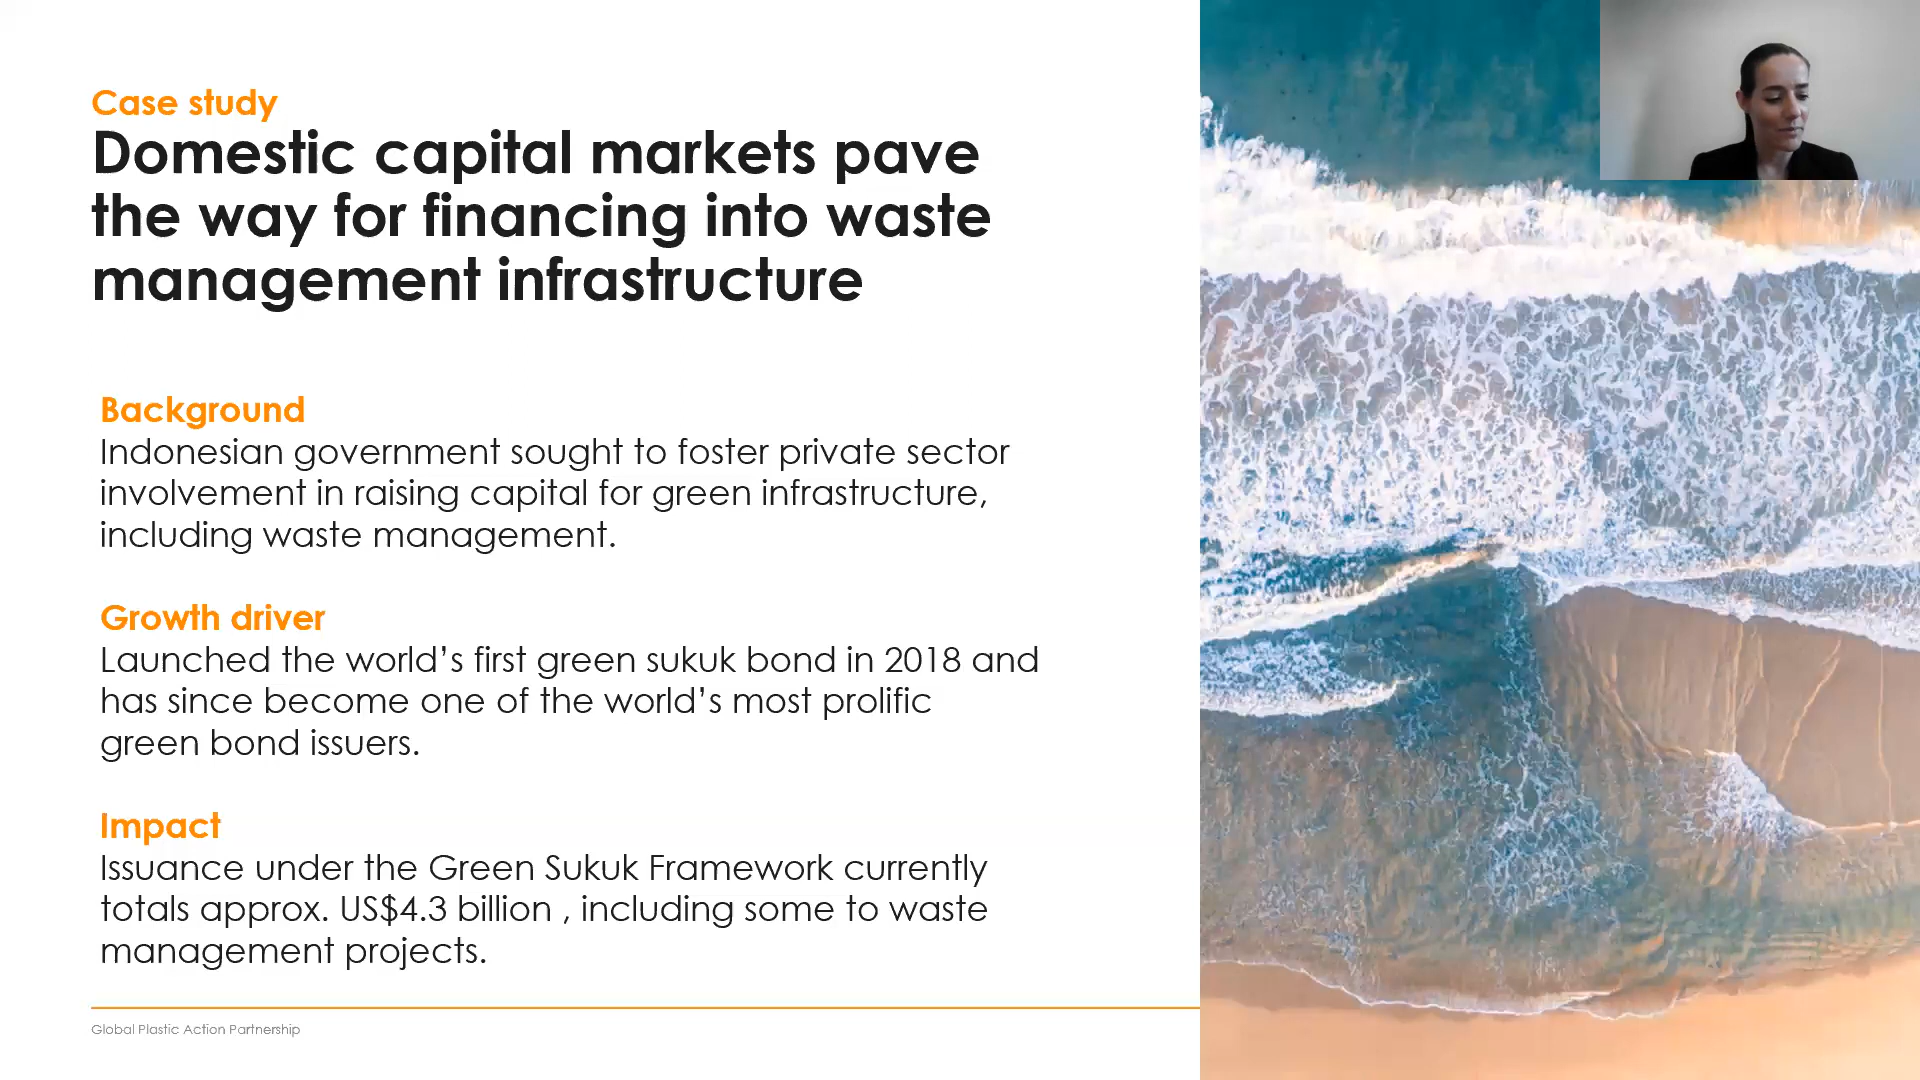 Case study
Domestic capital markets pave
the way for financing into waste
management infrastructure
Background
Indonesian government sought to foster private sector
involvement in raising capital for green infrastructure,
including waste management.
Growth driver
Launched the world’s first green sukuk bond in 2018 and
has since become one of the world’s most prolific
green bond issuers.
Impact
Issuance under the Green Sukuk Framework currently
totals approx. US$4.3 billion , including some to waste
management projects.
Global Plastic Action Partnership